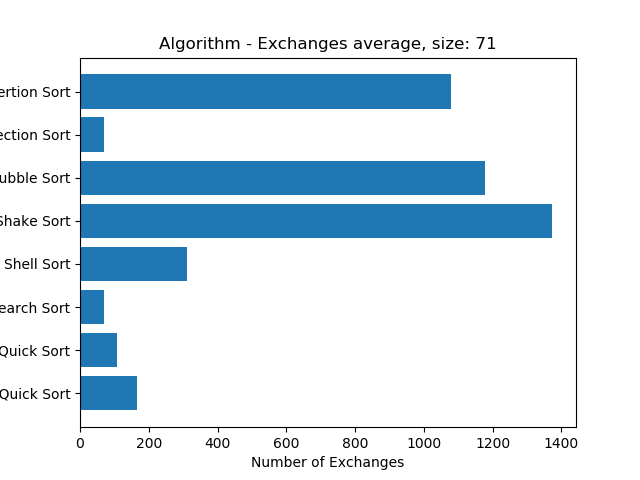 Algorithm - Exchanges average, size: 71
ertion Sort
ection Sort
ubble Sort
Shake Sort
Shell Sort
earch Sort
Quick Sort
Quick Sort
0 200 400 600 800 1000 1200 1400
Number of Exchanges